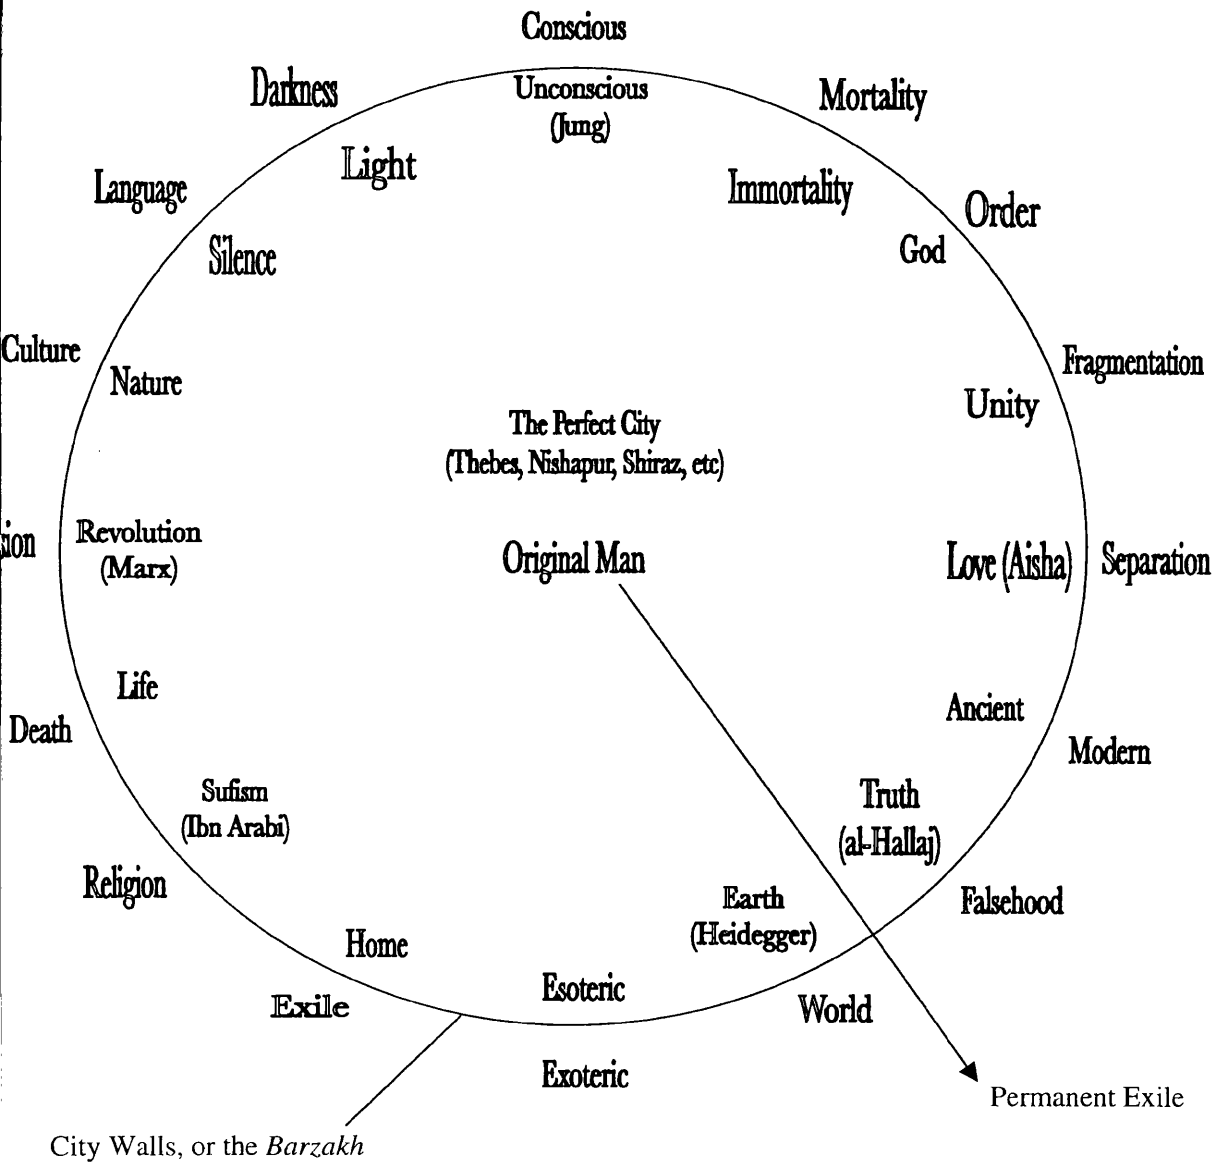 Conscious
Darkness
Unconscious
(Jung)
Mortality
Light
Language
Immortality
Order
Silence
God
Culture
Nature
Fragmentation
Unity
The Perfect City
(Thebes, Nishapur, Shiraz, etc)
Revolution
(Marx)
Original Man
Love (Aisha)
Separation
Life
Death
Ancient
Modern
Sufism
(Ibn Arabi)
Truth
(al-Hallaj)
Religion
Earth
(Heidegger)
Falsehood
Home
Esoteric
Exile
World
Exoteric
Permanent Exile
City Walls, or the Barzakh